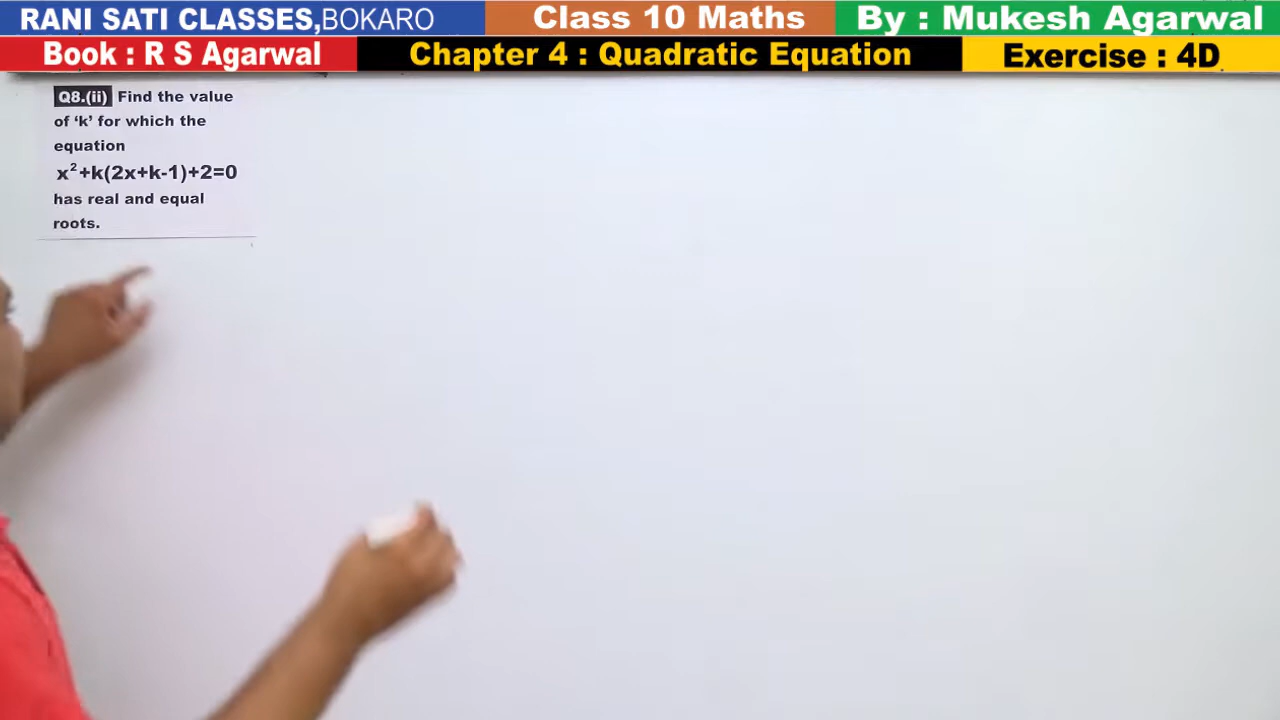 RANI SATI CLASSES,BOKARO
Class 10 Maths
By : Mukesh Agarwal
Book : R S Agarwal
Chapter 4 : Quadratic Equation
Exercise : 4D
Q8.(ii) Find the value
of ‘k’ for which the
equation
x²+k(2x+k-1)+2=0
has real and equal
roots.